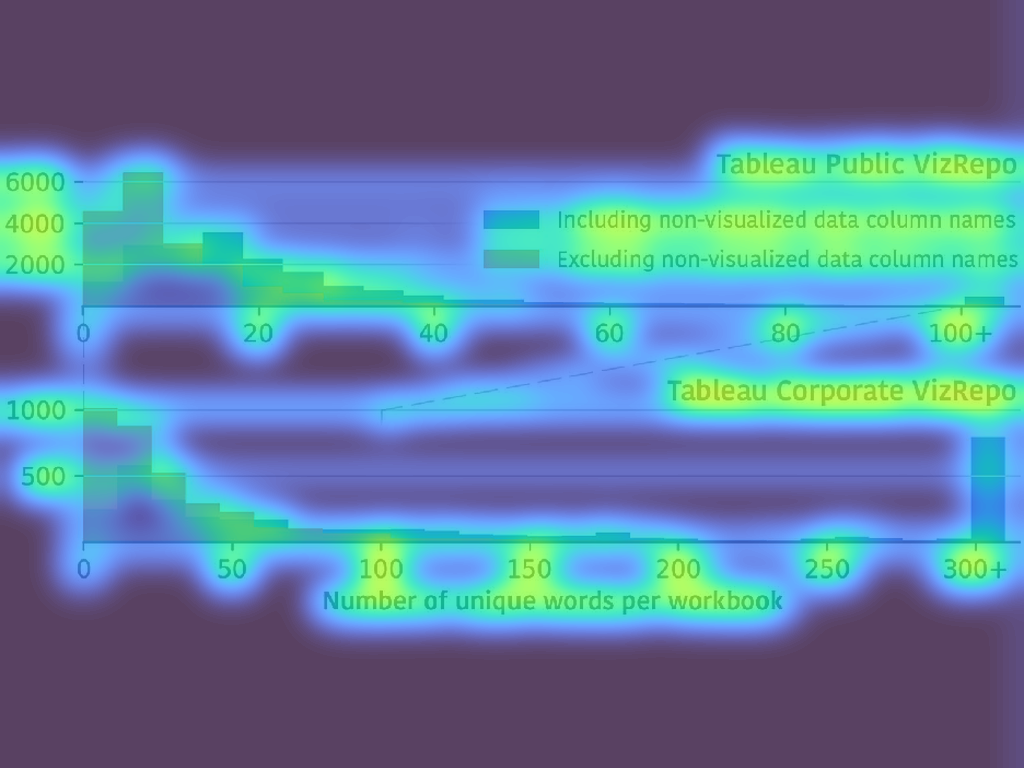 Tableau Public VizRepo
6000
4000
2000
Including non-visualized data column names
Excluding non-visualized data column names
0 20 40 60 80 100+
Tableau Corporate VizRepo
1000
500
0 50 100 150 200 250 300+
Number of unique words per workbook